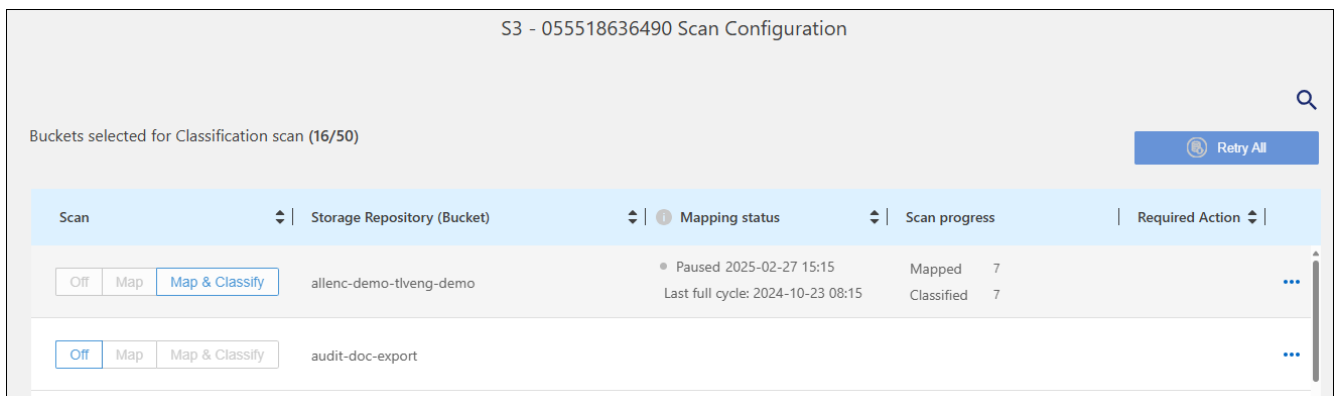 S3 - 055518636490 Scan Configuration
Buckets selected for Classification scan (16/50)
Retry All
Scan Storage Repository (Bucket) Mapping status Scan progress Required Action
Off Map Map & Classify allenc-demo-tlveng-demo Paused 2025-02-27 15:15 Mapped 7
Last full cycle: 2024-10-23 08:15 Classified 7
Off Map Map & Classify audit-doc-export